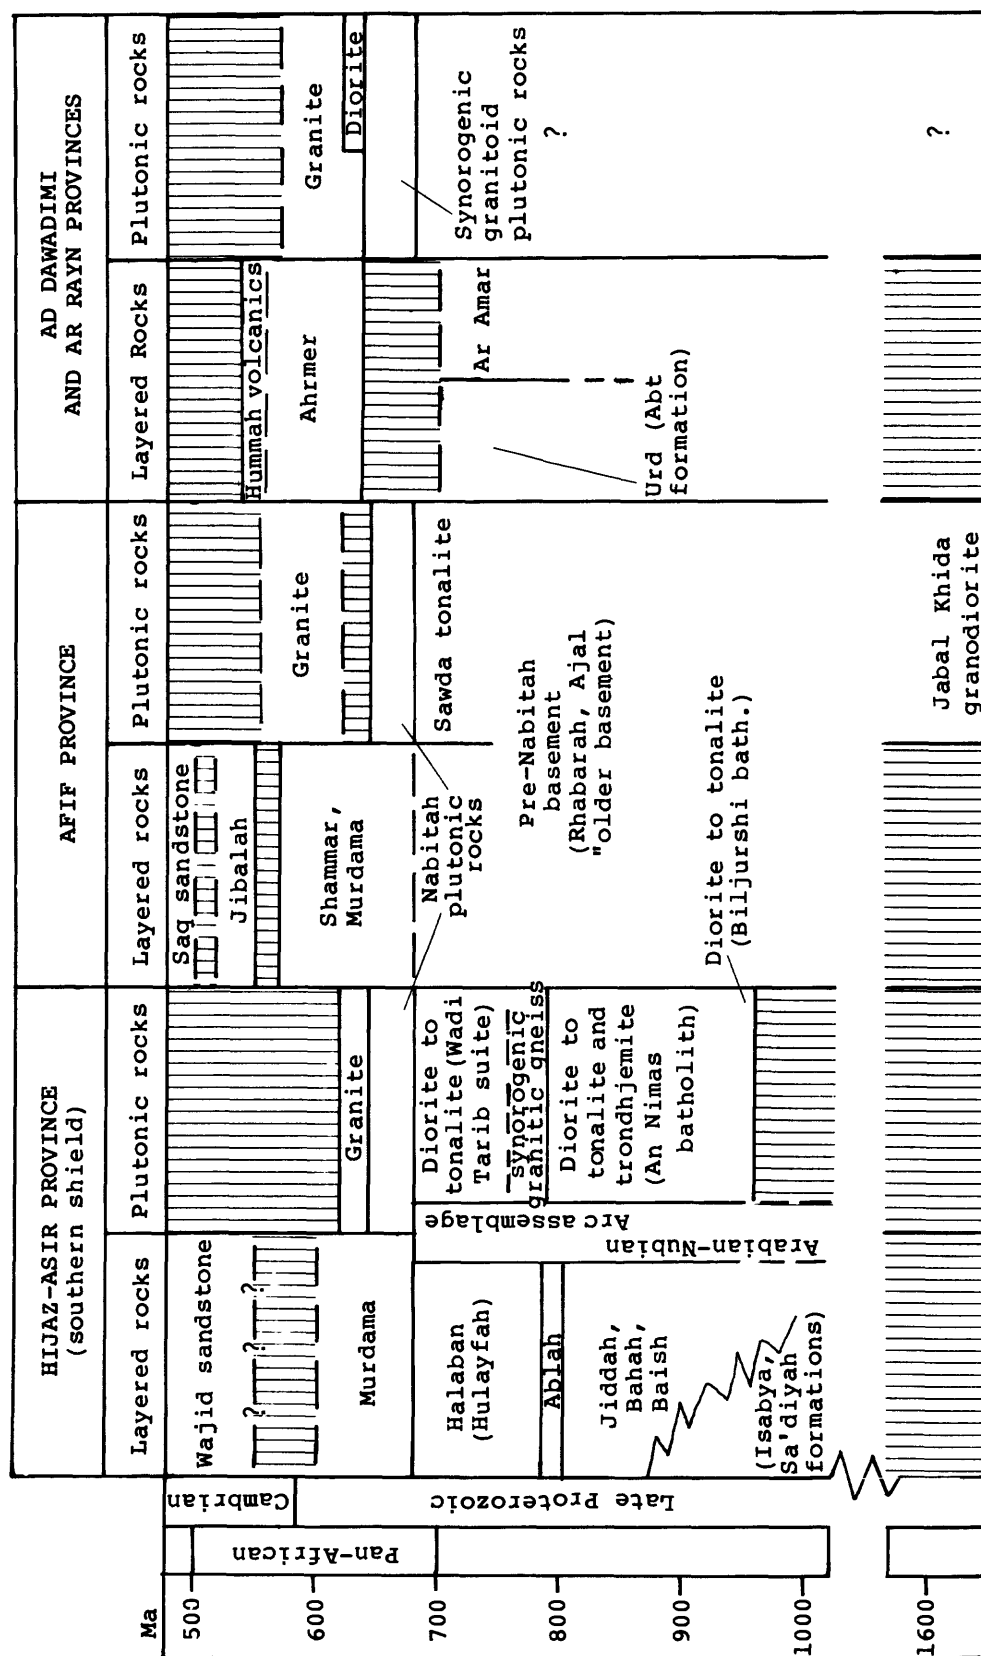 HIJAZ-ASIR PROVINCE
(southern shield)
AFIF PROVINCE
AD DAWADIMI
AND AR RAYN PROVINCES
Layered rocks
Plutonic rocks
Layered rocks
Plutonic rocks
Layered Rocks
Plutonic rocks
Ma
500
600
700
800
900
1000
1600
Pan-African
Cambrian
Late Proterozoic
Wajid sandstone
? ? ?
Murdama
Halaban
(Hulayfah)
Ablah
Jiddah,
Bahah,
Baish
(Isabya,
Sa'diyah
formations)
Arc assemblage
Arabian-Nubian
Granite
Diorite to
tonalite (Wadi
Tarib suite)
synorogenic
granitic gneiss
Diorite to
tonalite and
trondhjemite
(An Nimas
batholith)
Saq sandstone
Jibalah
Shammar,
Murdama
Nabitah
plutonic
rocks
Diorite to tonalite
(Biljurshi bath.)
Granite
Sawda tonalite
Pre-Nabitah
basement
(Rhabarah, Ajal
"older basement)
Jabal Khida
granodiorite
Hummah volcanics
Ahrmer
Ar Amar
Urd (Abt
formation)
Granite
Diorite
Synorogenic
granitoid
plutonic rocks
?
?